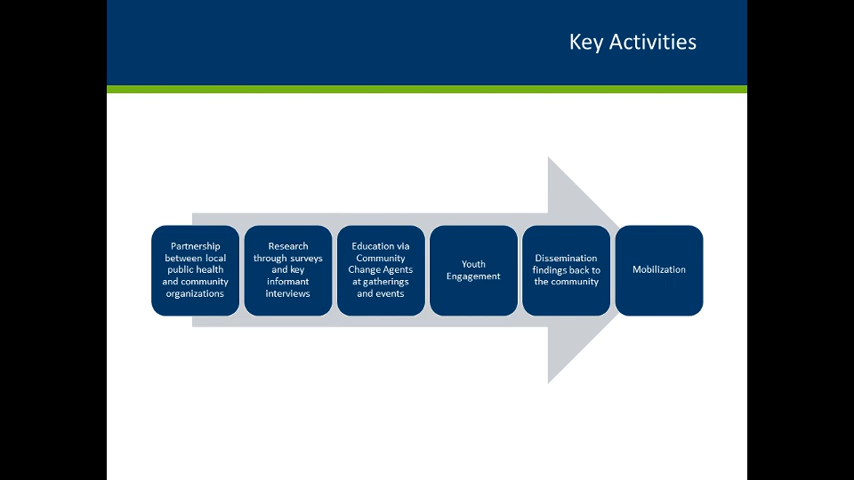 Key Activities
Partnership
between local
public health
and community
organizations
Research
through surveys
and key
informant
interviews
Education via
Community
Change Agents
at gatherings
and events
Youth
Engagement
Dissemination
findings back to
the community
Mobilization